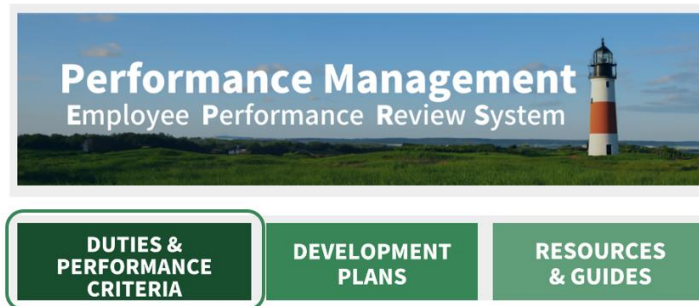 Performance Management
Employee Performance Review System
DUTIES &
PERFORMANCE
CRITERIA
DEVELOPMENT
PLANS
RESOURCES
& GUIDES